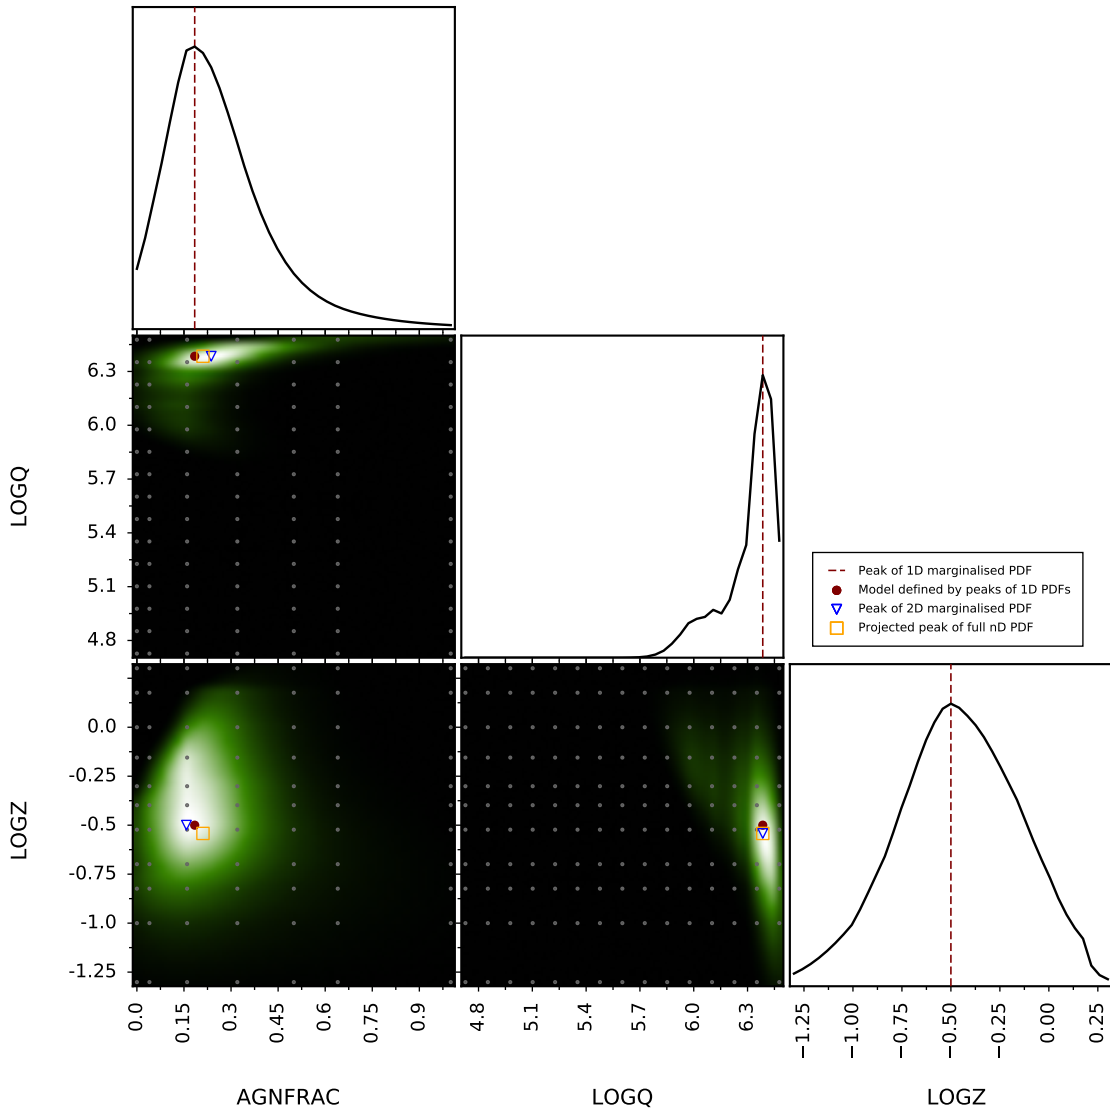 6.3
6.0
5.7
5.4
5.1
4.8
LOGQ
Peak of 1D marginalised PDF
Model defined by peaks of 1D PDFs
Peak of 2D marginalised PDF
Projected peak of full nD PDF
0.0
-0.25
-0.5
-0.75
-1.0
-1.25
LOGZ
0.0 0.15 0.3 0.45 0.6 0.75 0.9
4.8 5.1 5.4 5.7 6.0 6.3
−1.25 −1.00 −0.75 −0.50 −0.25 0.00 0.25
AGNFRAC LOGQ LOGZ